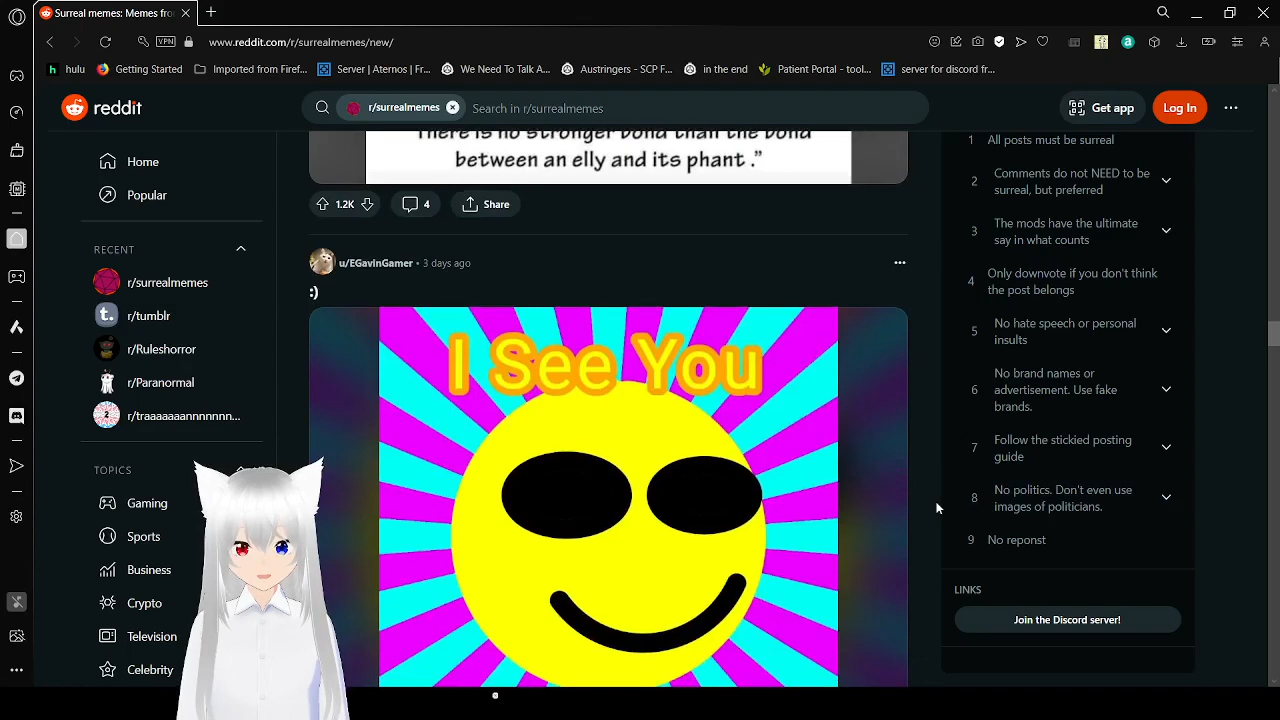 Surreal memes: Memes fro
VPN
www.reddit.com/r/surrealmemes/new/
h hulu
Getting Started
Imported from Firef...
Server | Aternos | Fr...
We Need To Talk A...
Austringers - SCP F...
in the end
Patient Portal - tool...
server for discord fr...
reddit
r/surrealmemes
Search in r/surrealmemes
Get app
Log In
Home
Popular
RECENT
r/surrealmemes
t. r/tumblr
r/Ruleshorror
r/Paranormal
2 r/traaaaaaannnnnn...
TOPICS
Gaming
Sports
Business
Crypto
Television
Celebrity
"There is no stronger bond than the bond
between an elly and its phant ."
1.2K
4
Share
u/EGavinGamer • 3 days ago
:)
I See You
1 All posts must be surreal
2 Comments do not NEED to be
surreal, but preferred
3 The mods have the ultimate
say in what counts
4 Only downvote if you don't think
the post belongs
5 No hate speech or personal
insults
6 No brand names or
advertisement. Use fake
brands.
7 Follow the stickied posting
guide
8 No politics. Don't even use
images of politicians.
9 No reponst
LINKS
Join the Discord server!